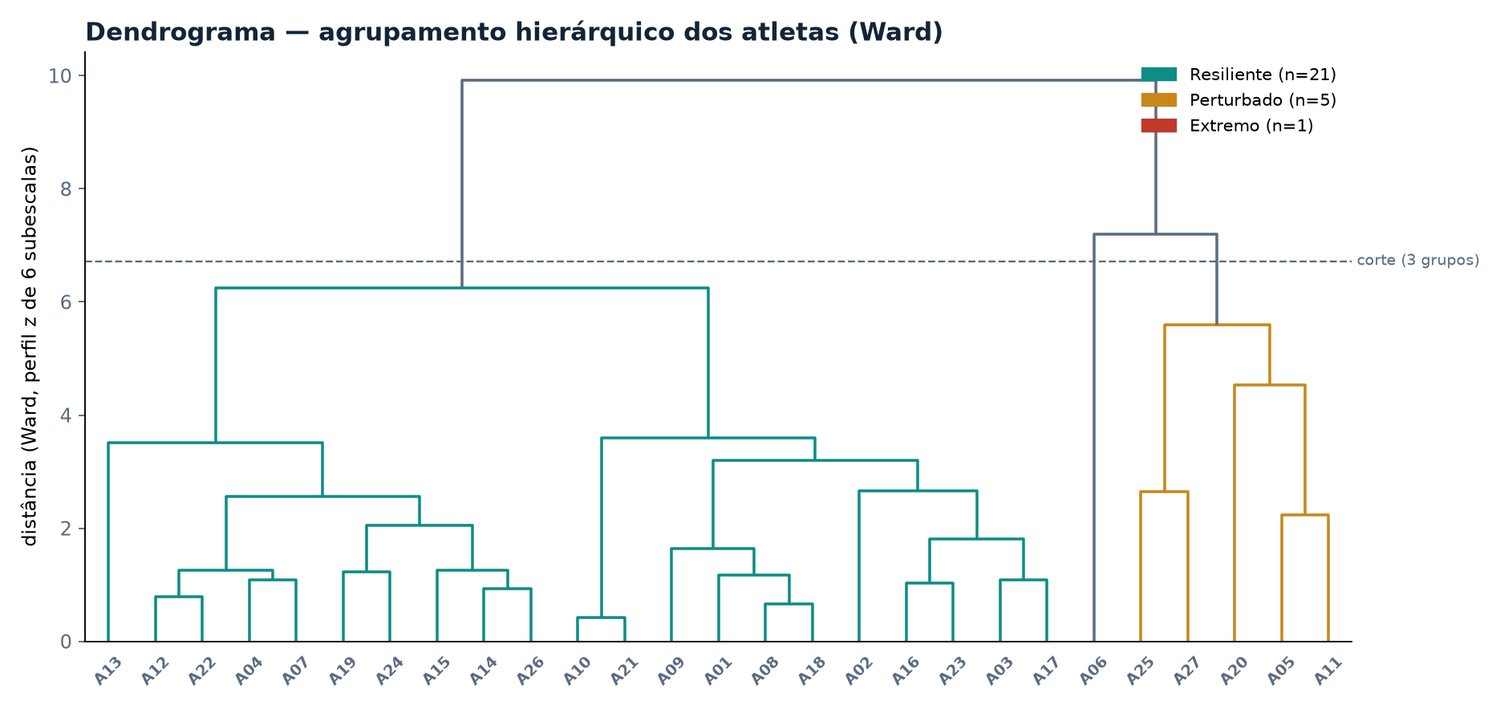 Dendrograma — agrupamento hierárquico dos atletas (Ward)
distância (Ward, perfil z de 6 subescalas)
10
8
6
4
2
0
Resiliente (n=21)
Perturbado (n=5)
Extremo (n=1)
corte (3 grupos)
A13 A12 A22 A04 A07 A19 A24 A15 A14 A26 A10 A21 A09 A01 A08 A18 A02 A16 A23 A03 A17 A06 A25 A27 A20 A05 A11